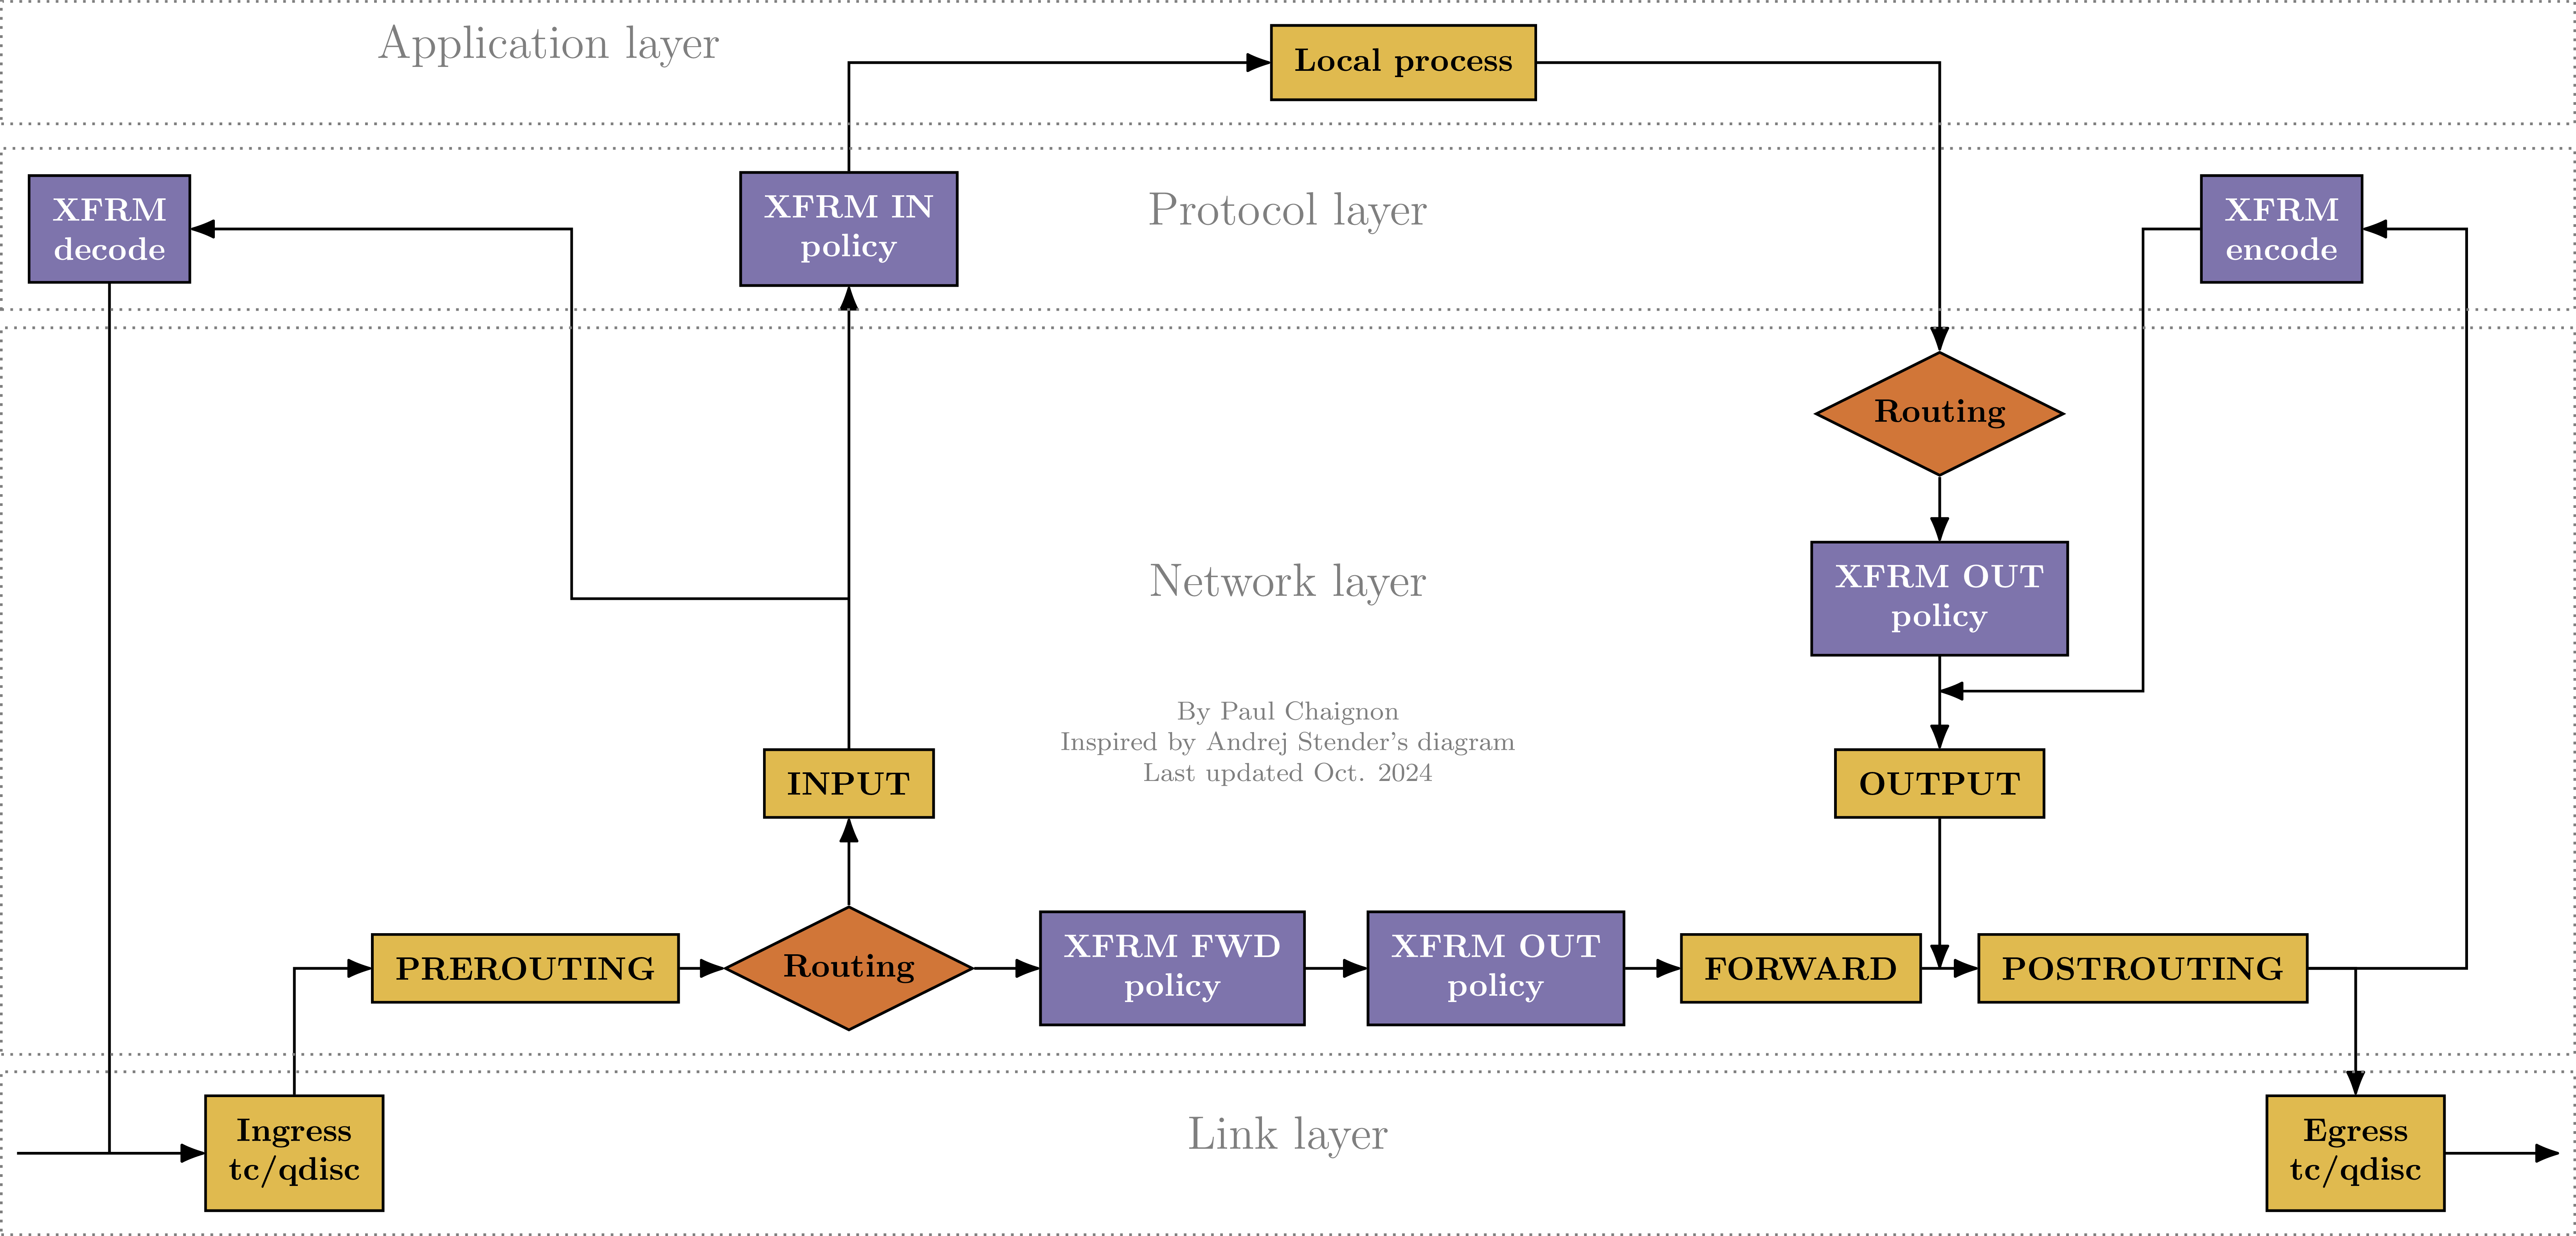 Application layer
Local process
XFRM
decode
XFRM IN
policy
Protocol layer
XFRM
encode
Routing
XFRM OUT
policy
Network layer
By Paul Chaignon
Inspired by Andrej Stender's diagram
Last updated Oct. 2024
INPUT
OUTPUT
PREROUTING
Routing
XFRM FWD
policy
XFRM OUT
policy
FORWARD
POSTROUTING
Ingress
tc/qdisc
Link layer
Egress
tc/qdisc